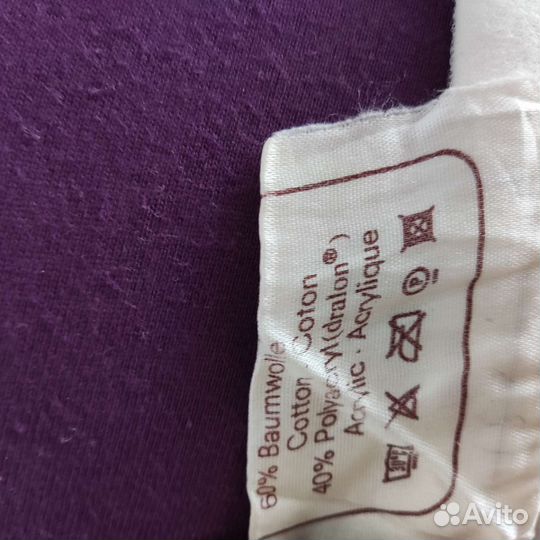 60% Baumwolle
Cotton · Coton
40% Polyacryl (dralon®)
Acrylic · Acrylique
P
Avito